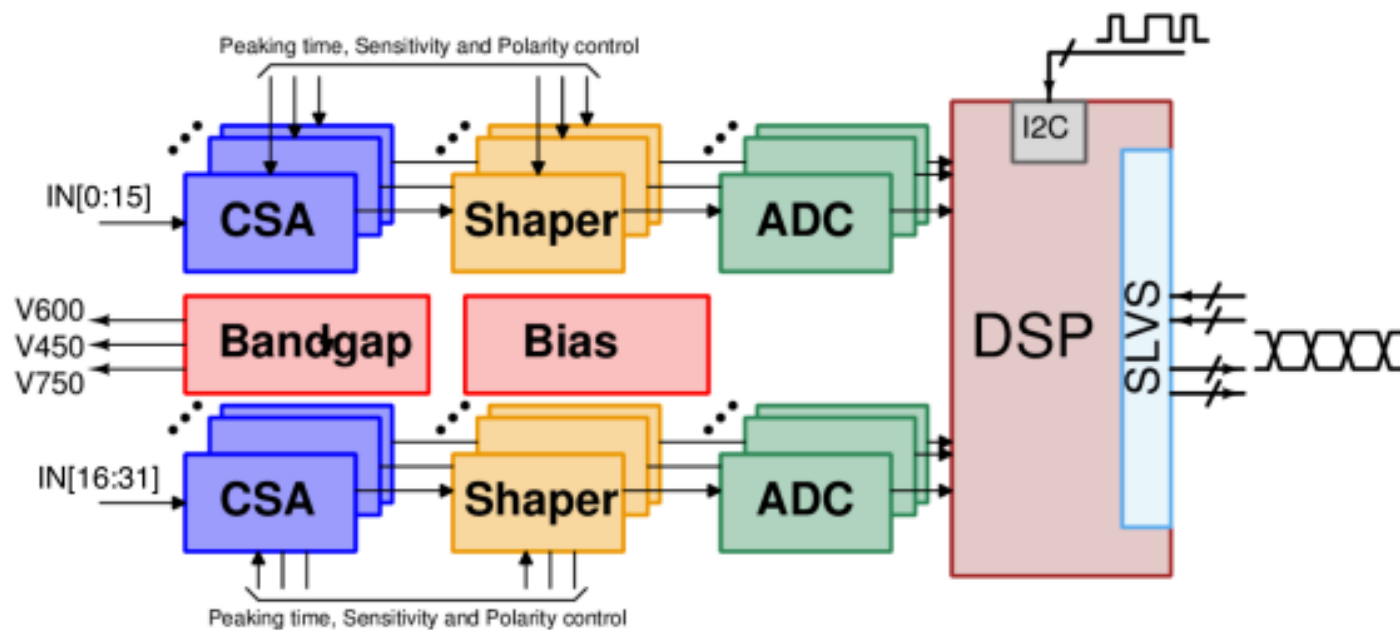 Peaking time, Sensitivity and Polarity control
I2C
IN[0:15]
CSA
Shaper
ADC
V600
V450
V750
Bandgap
Bias
DSP
SLVS
IN[16:31]
CSA
Shaper
ADC
Peaking time, Sensitivity and Polarity control